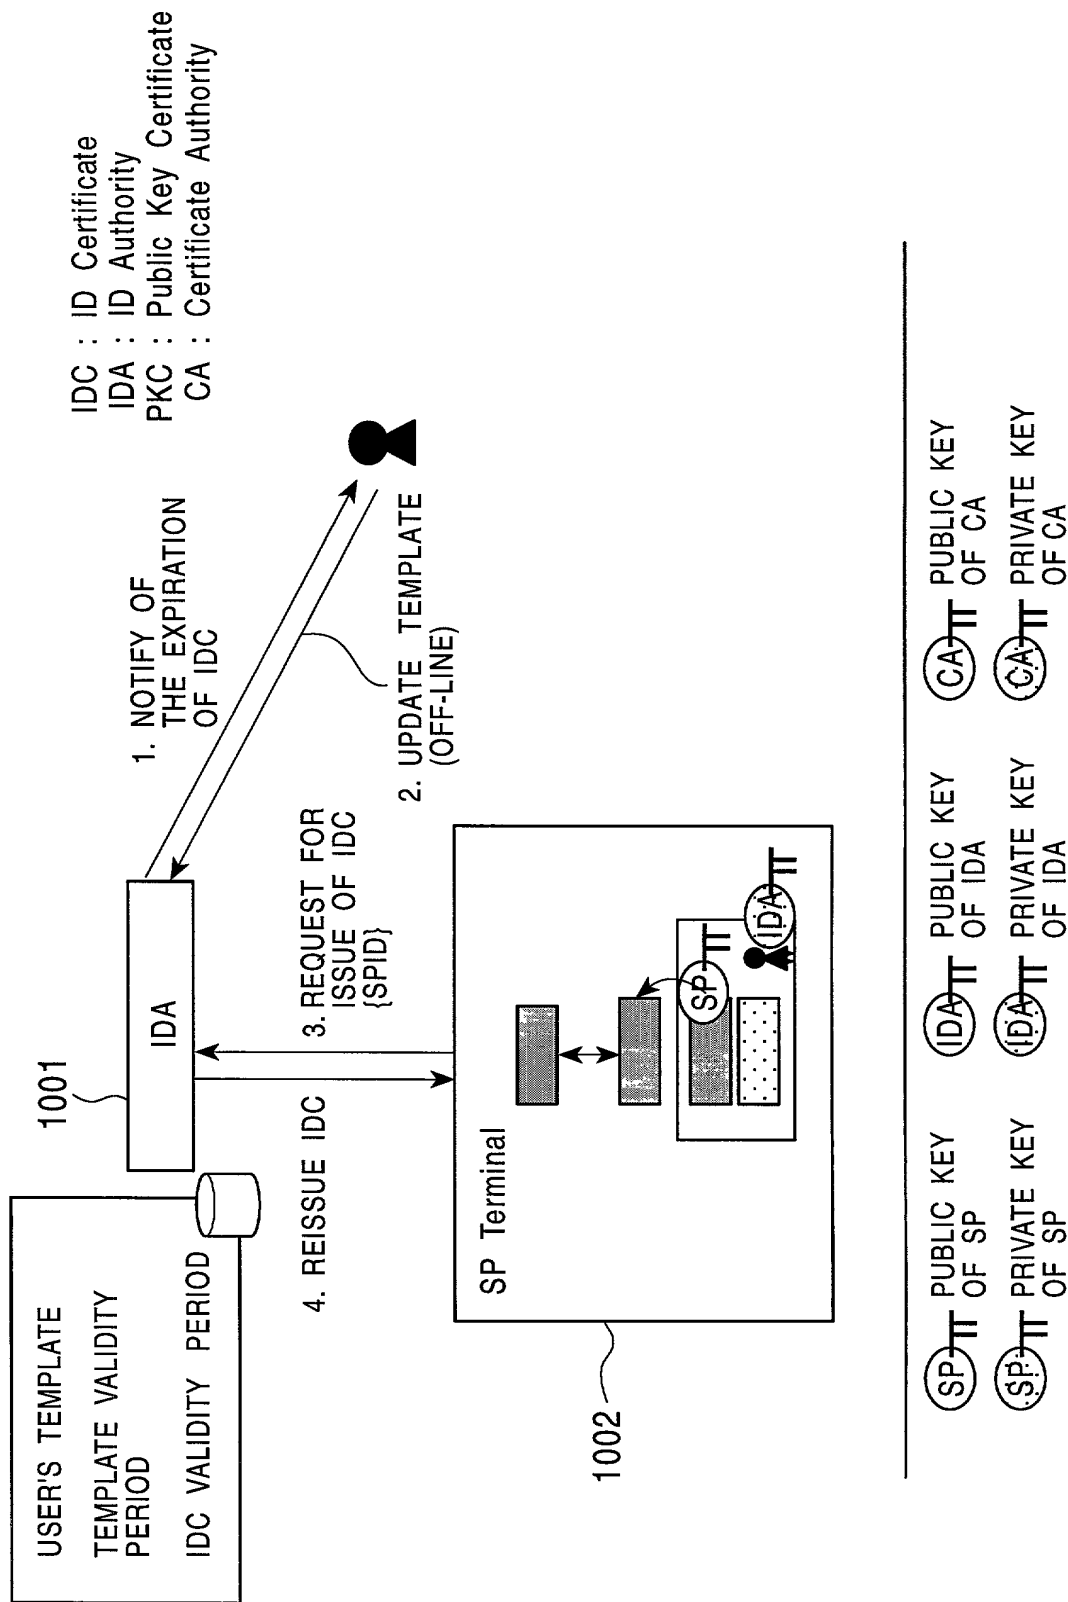 USER'S TEMPLATE
TEMPLATE VALIDITY
PERIOD
IDC VALIDITY PERIOD
1001
IDA
1. NOTIFY OF
THE EXPIRATION
OF IDC
IDC : ID Certificate
IDA : ID Authority
PKC : Public Key Certificate
CA : Certificate Authority
2. UPDATE TEMPLATE
(OFF-LINE)
3. REQUEST FOR
ISSUE OF IDC
{SPID}
4. REISSUE IDC
SP Terminal
SP
IDA
1002
SP PUBLIC KEY
OF SP
IDA PUBLIC KEY
OF IDA
CA PUBLIC KEY
OF CA
SP PRIVATE KEY
OF SP
IDA PRIVATE KEY
OF IDA
CA PRIVATE KEY
OF CA